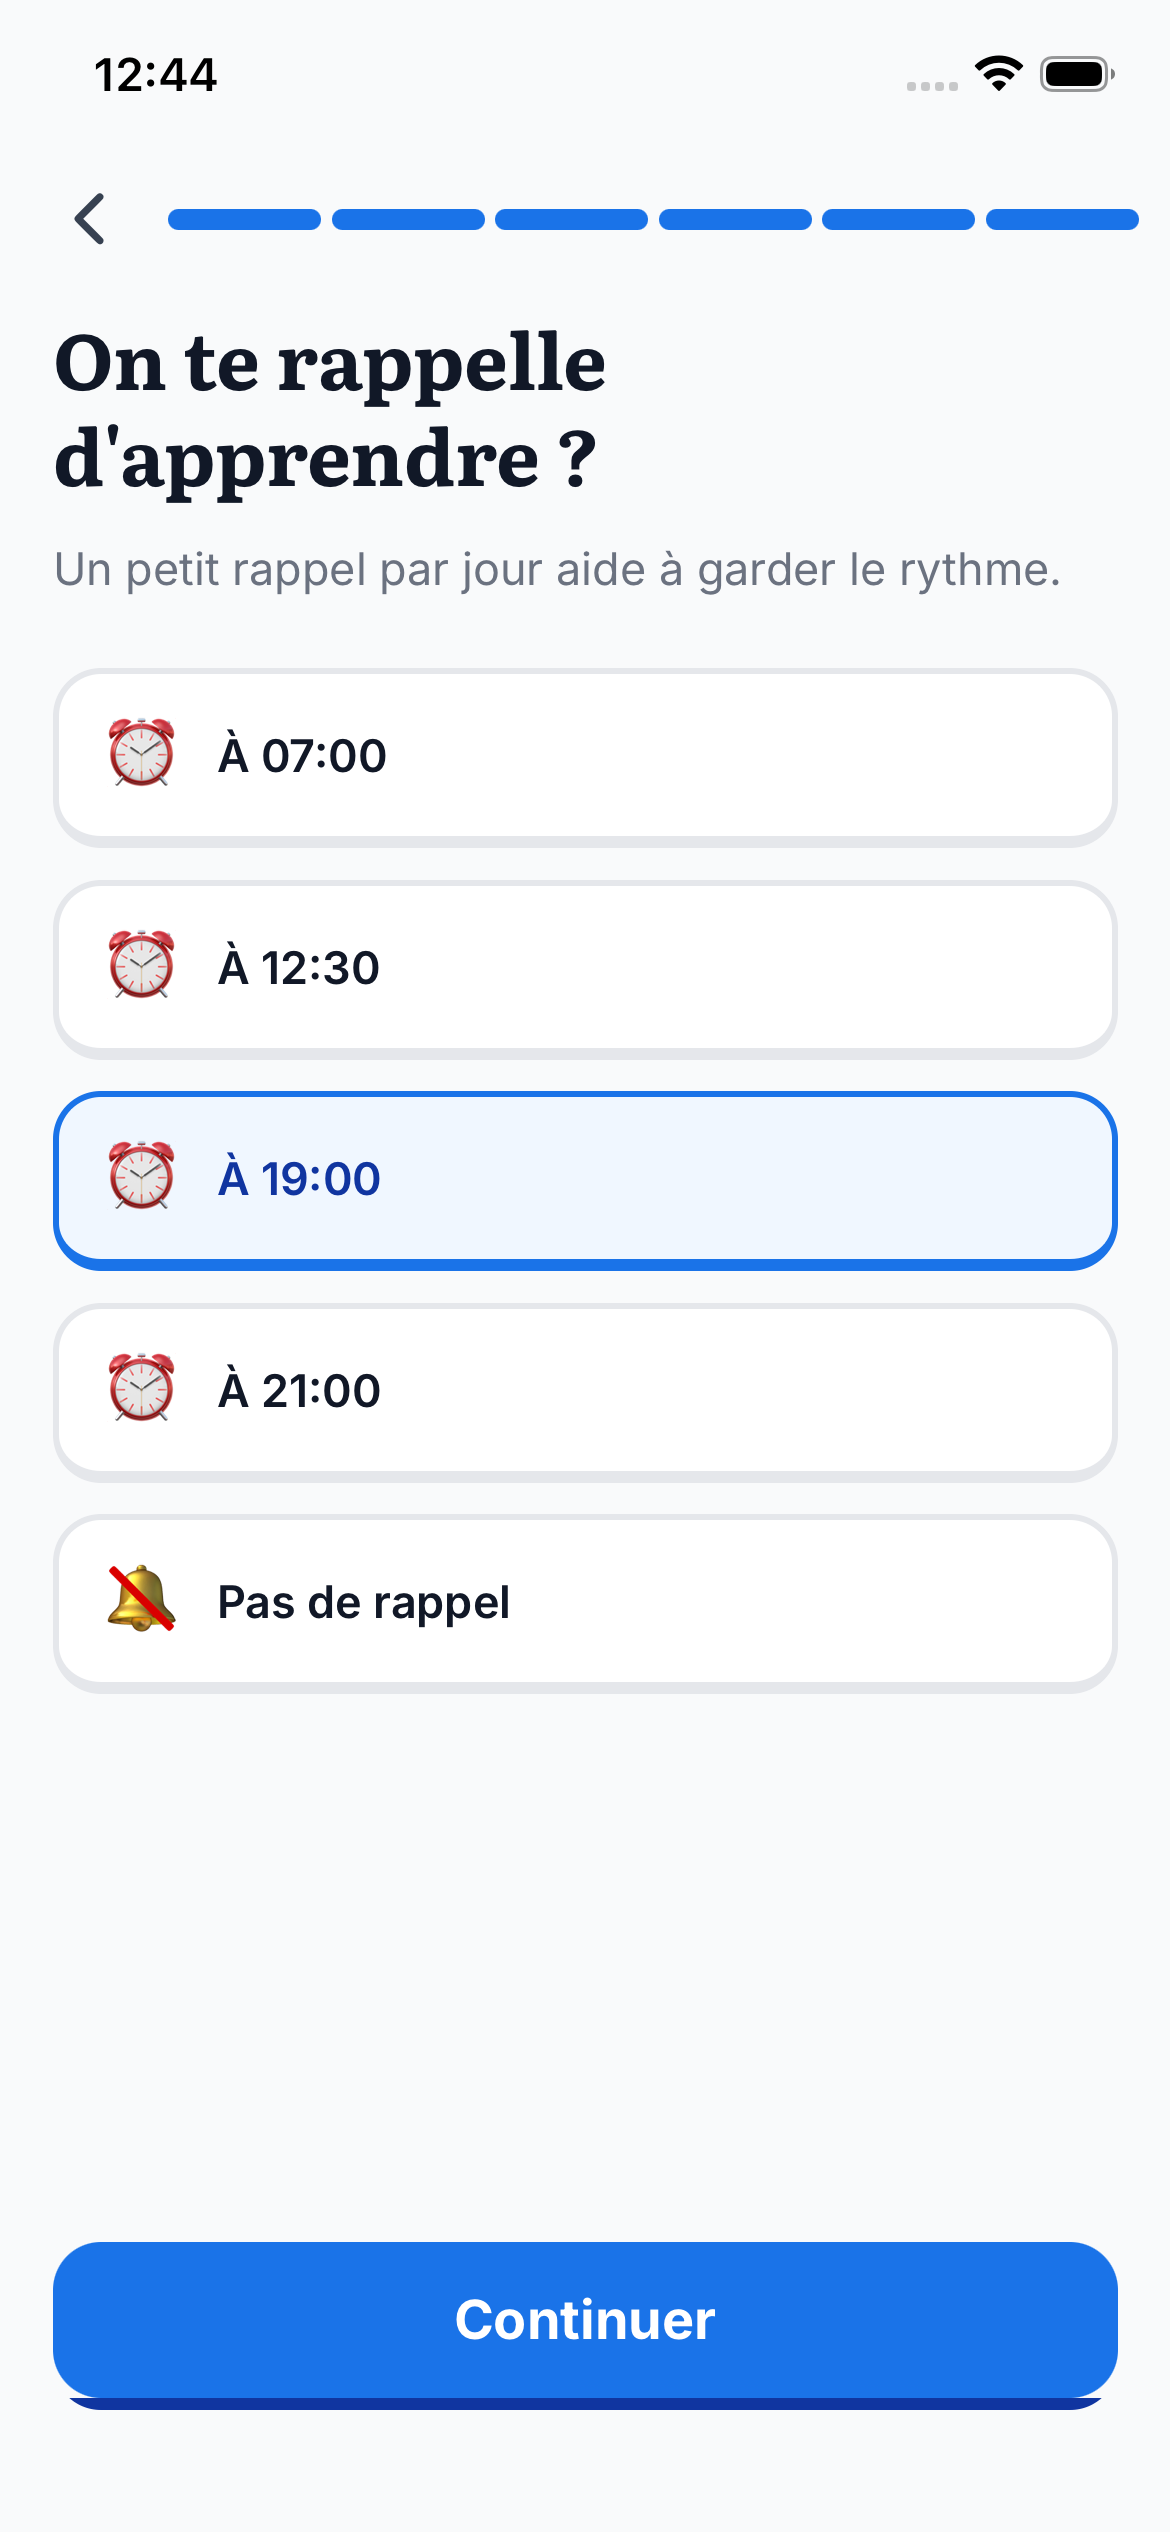 12:44
On te rappelle
d'apprendre ?
Un petit rappel par jour aide à garder le rythme.
À 07:00
À 12:30
À 19:00
À 21:00
Pas de rappel
Continuer